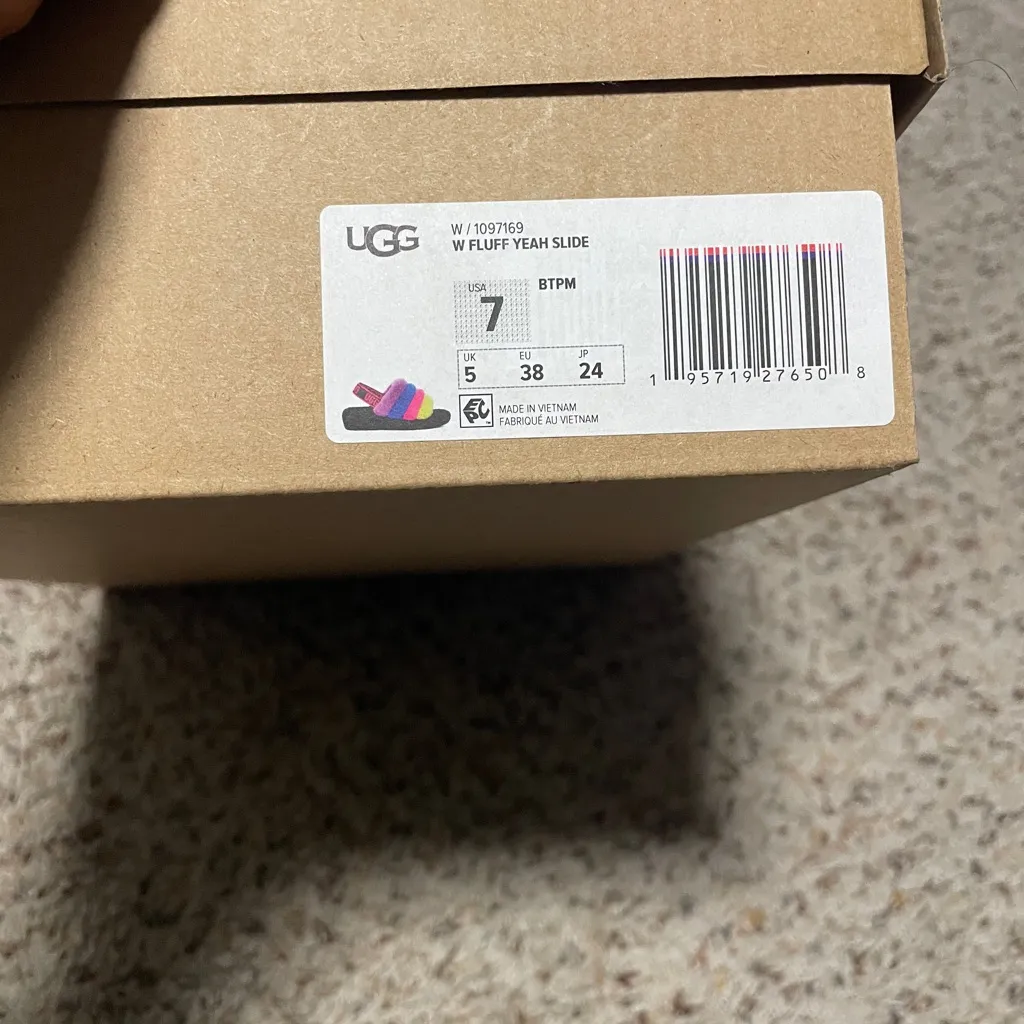 UGG
W / 1097169
W FLUFF YEAH SLIDE
USA
7
BTPM
UK EU JP
5 38 24
MADE IN VIETNAM
FABRIQUÉ AU VIETNAM
1 95719 27650 8